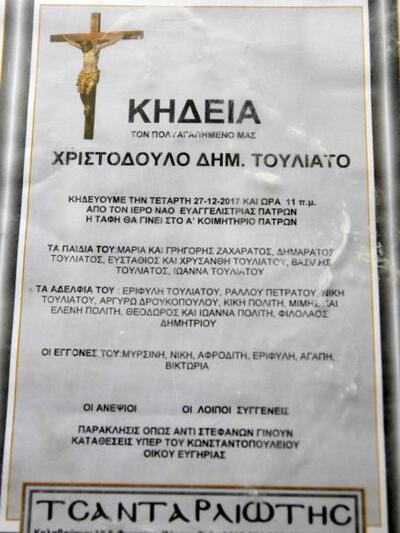 ΚΗΔΕΙΑ
ΤΟΝ ΠΟΛΥΑΓΑΠΗΜΕΝΟ ΜΑΣ
ΧΡΙΣΤΟΔΟΥΛΟ ΔΗΜ. ΤΟΥΛΙΑΤΟ
ΚΗΔΕΥΟΥΜΕ ΤΗΝ ΤΕΤΑΡΤΗ 27-12-2017 ΚΑΙ ΩΡΑ 11 π.μ.
ΑΠΟ ΤΟΝ ΙΕΡΟ ΝΑΟ ΕΥΑΓΓΕΛΙΣΤΡΙΑΣ ΠΑΤΡΩΝ
Η ΤΑΦΗ ΘΑ ΓΙΝΕΙ ΣΤΟ Α' ΚΟΙΜΗΤΗΡΙΟ ΠΑΤΡΩΝ
ΤΑ ΠΑΙΔΙΑ ΤΟΥ:ΜΑΡΙΑ ΚΑΙ ΓΡΗΓΟΡΗΣ ΖΑΧΑΡΑΤΟΣ, ΔΗΜΑΡΑΤΟΣ
ΤΟΥΛΙΑΤΟΣ, ΕΥΣΤΑΘΙΟΣ ΚΑΙ ΧΡΥΣΑΝΘΗ ΤΟΥΛΙΑΤΟΥ, ΒΑΣΙΛΗΣ
ΤΟΥΛΙΑΤΟΣ, ΙΩΑΝΝΑ ΤΟΥΛΙΑΤΟΥ
ΤΑ ΑΔΕΛΦΙΑ ΤΟΥ : ΕΡΙΦΥΛΗ ΤΟΥΛΙΑΤΟΥ, ΡΑΛΛΟΥ ΠΕΤΡΑΤΟΥ, ΝΙΚΗ
ΤΟΥΛΙΑΤΟΥ, ΑΡΓΥΡΩ ΔΡΟΥΚΟΠΟΥΛΟΥ, ΚΙΚΗ ΠΟΛΙΤΗ, ΜΙΜΗΣ ΚΑΙ
ΕΛΕΝΗ ΠΟΛΙΤΗ, ΘΕΟΔΩΡΟΣ ΚΑΙ ΙΩΑΝΝΑ ΠΟΛΙΤΗ, ΦΙΛΟΛΑΟΣ
ΔΗΜΗΤΡΙΟΥ
ΟΙ ΕΓΓΟΝΕΣ ΤΟΥ:ΜΥΡΣΙΝΗ, ΝΙΚΗ, ΑΦΡΟΔΙΤΗ, ΕΡΙΦΥΛΗ, ΑΓΑΠΗ,
ΒΙΚΤΩΡΙΑ
ΟΙ ΑΝΕΨΙΟΙ ΟΙ ΛΟΙΠΟΙ ΣΥΓΓΕΝΕΙΣ
ΠΑΡΑΚΛΗΣΙΣ ΟΠΩΣ ΑΝΤΙ ΣΤΕΦΑΝΩΝ ΓΙΝΟΥΝ
ΚΑΤΑΘΕΣΕΙΣ ΥΠΕΡ ΤΟΥ ΚΩΝΣΤΑΝΤΟΠΟΥΛΕΙΟΥ
ΟΙΚΟΥ ΕΥΓΗΡΙΑΣ
ΤΣΑΝΤΑΡΛΙΩΤΗΣ